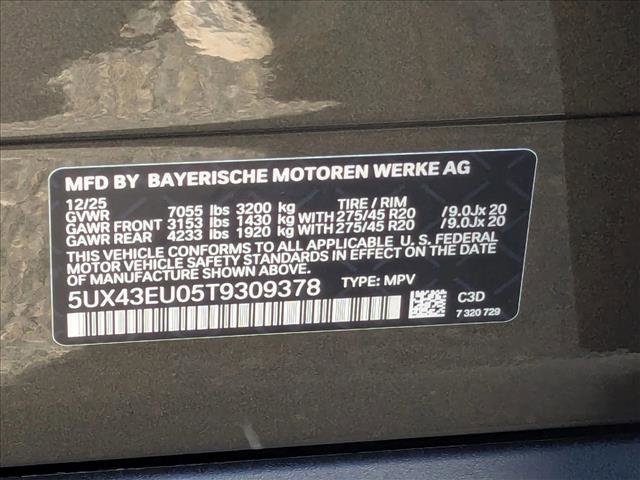 MFD BY BAYERISCHE MOTOREN WERKE AG
12/25 TIRE / RIM
GVWR 7055 lbs 3200 kg
GAWR FRONT 3153 lbs 1430 kg WITH 275/45 R20 /9.0Jx 20
GAWR REAR 4233 lbs 1920 kg WITH 275/45 R20 /9.0Jx 20
THIS VEHICLE CONFORMS TO ALL APPLICABLE U. S. FEDERAL
MOTOR VEHICLE SAFETY STANDARDS IN EFFECT ON THE DATE
OF MANUFACTURE SHOWN ABOVE.
5UX43EU05T9309378 TYPE: MPV
C3D
7 320 729